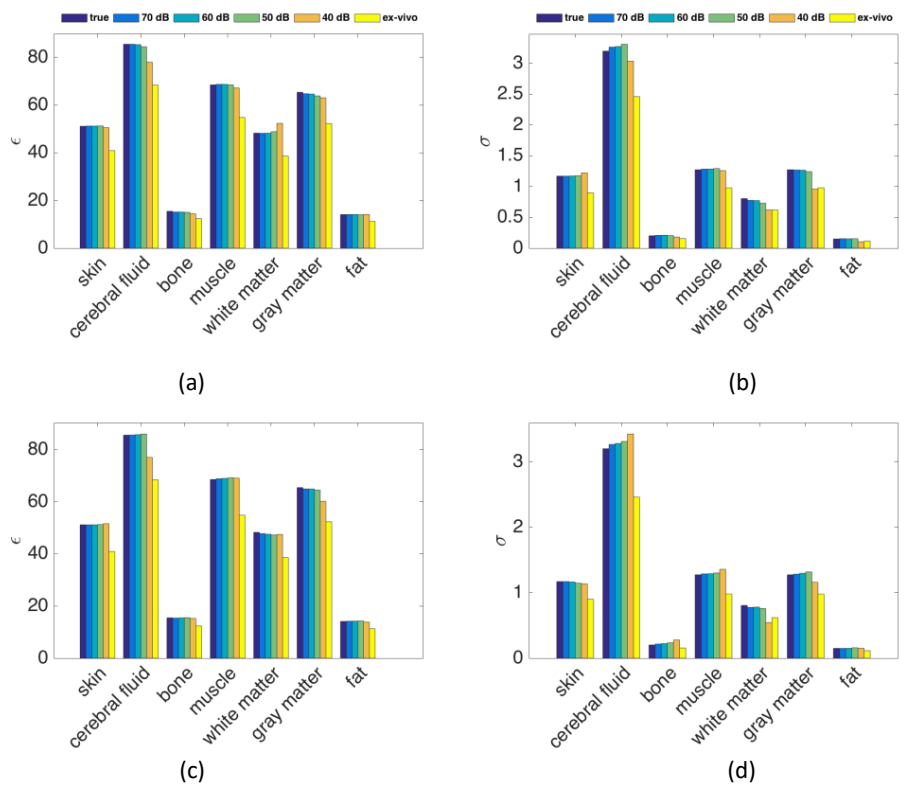 true 70 dB 60 dB 50 dB 40 dB ex-vivo
true 70 dB 60 dB 50 dB 40 dB ex-vivo
80
60
40
20
0
ϵ
skin cerebral fluid bone muscle white matter gray matter fat
(a)
3
2.5
2
1.5
1
0.5
0
σ
skin cerebral fluid bone muscle white matter gray matter fat
(b)
80
60
40
20
0
ϵ
skin cerebral fluid bone muscle white matter gray matter fat
(c)
3
2
1
0
σ
skin cerebral fluid bone muscle white matter gray matter fat
(d)